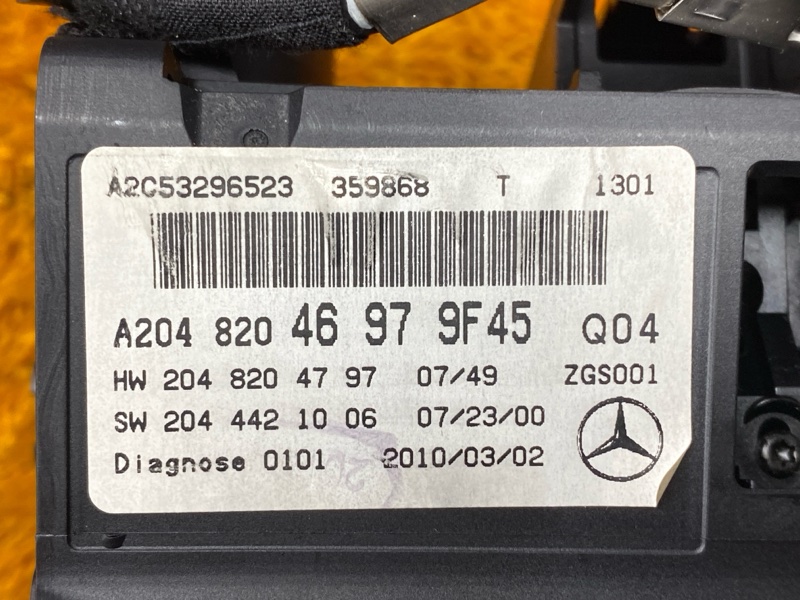 A2C53296523 359868 T 1301
A204 820 46 97 9F45 Q04
HW 204 820 47 97 07/49 ZGS001
SW 204 442 10 06 07/23/00
Diagnose 0101 2010/03/02